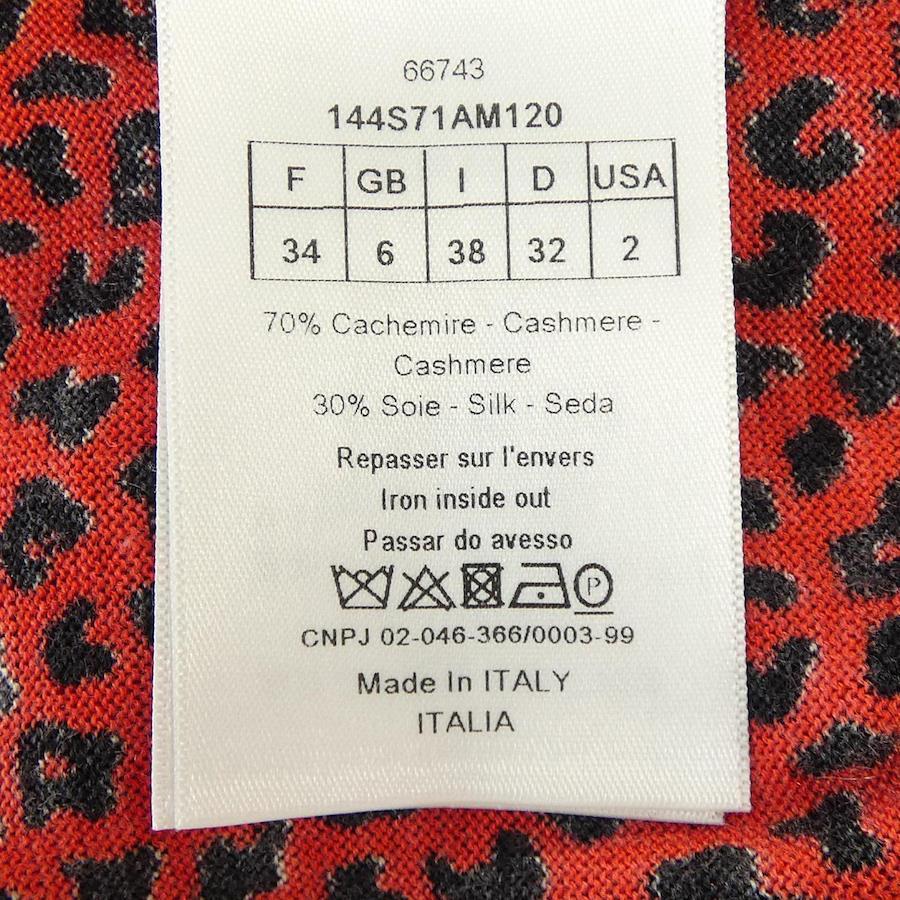 66743
144S71AM120
F GB I D USA
34 6 38 32 2
70% Cachemire - Cashmere -
Cashmere
30% Soie - Silk - Seda
Repasser sur l'envers
Iron inside out
Passar do avesso
P
CNPJ 02-046-366/0003-99
Made In ITALY
ITALIA